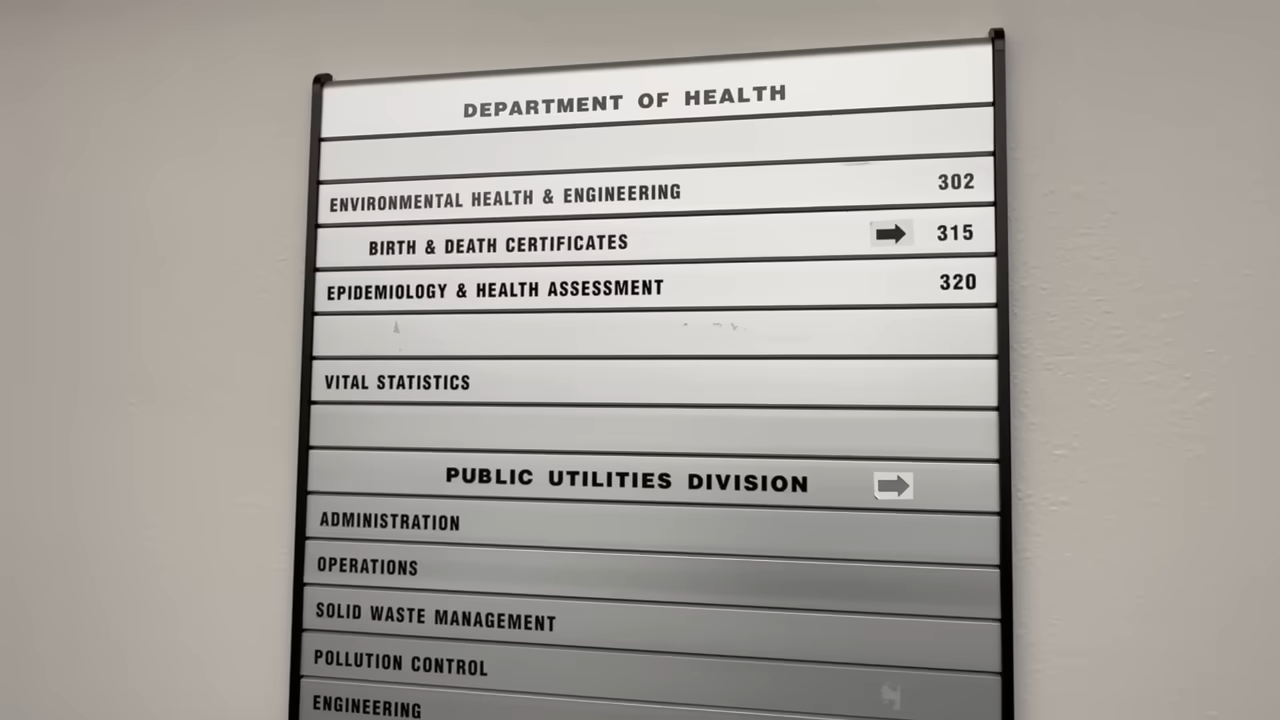 DEPARTMENT OF HEALTH
ENVIRONMENTAL HEALTH & ENGINEERING 302
BIRTH & DEATH CERTIFICATES 315
EPIDEMIOLOGY & HEALTH ASSESSMENT 320
VITAL STATISTICS
PUBLIC UTILITIES DIVISION
ADMINISTRATION
OPERATIONS
SOLID WASTE MANAGEMENT
POLLUTION CONTROL
ENGINEERING